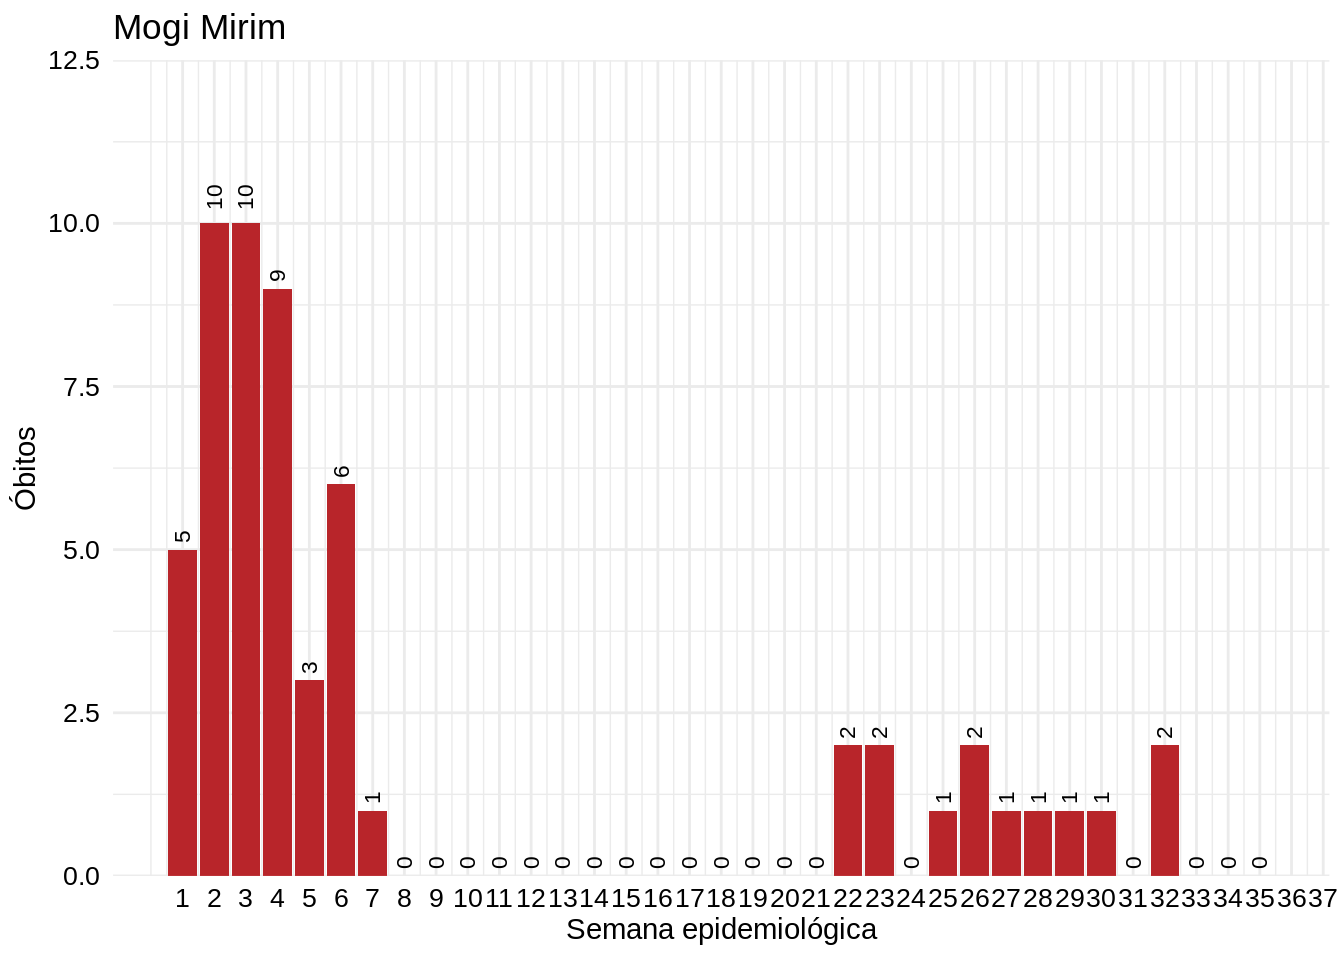 Mogi Mirim
12.5
10.0
7.5
5.0
2.5
0.0
Óbitos
5 10 10 9 3 6 1 0 0 0 0 0 0 0 0 0 0 0 0 0 0 2 2 0 1 2 1 1 1 1 0 2 0 0 0
1 2 3 4 5 6 7 8 9 10 11 12 13 14 15 16 17 18 19 20 21 22 23 24 25 26 27 28 29 30 31 32 33 34 35 36 37
Semana epidemiológica